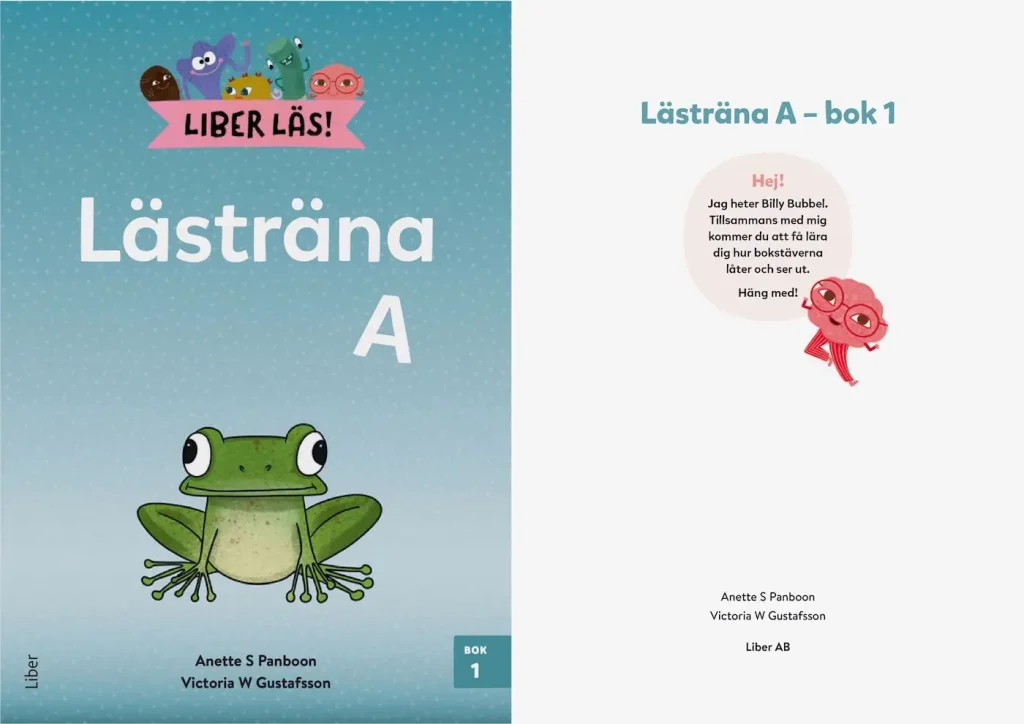 LIBER LÄS!
Lästräna
A
Anette S Panboon
Victoria W Gustafsson
Liber
BOK
1
Lästräna A – bok 1
Hej!
Jag heter Billy Bubbel.
Tillsammans med mig
kommer du att få lära
dig hur bokstäverna
låter och ser ut.
Häng med!
Anette S Panboon
Victoria W Gustafsson
Liber AB